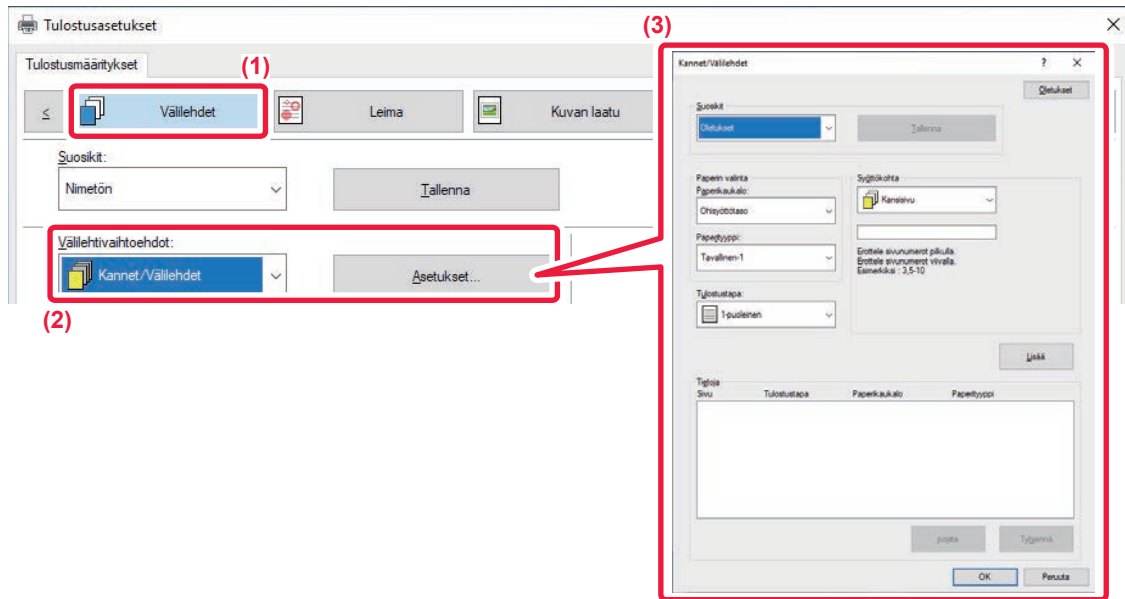 Tulostusasetukset
Tulostusmääritykset
(1)
≤
Välilehdet
Leima
Kuvan laatu
Suosikit:
Nimetön
Tallenna
Välilehtivaihtoehdot:
Kannet/Välilehdet
Asetukset...
(2)
(3)
Kannet/Välilehdet
?
Oletukset
Suosikit
Oletukset
Tallenna
Paperin valinta
Paperikaukalo:
Ohisyöttötaso
Paperityyppi:
Tavallinen-1
Tulostustapa:
1-puoleinen
Syöttökohta
Kansisivu
Erottele sivunumerot pilkulla.
Erottele sivunumerot viivalla.
Esimerkiksi : 3,5-10
Lisää
Tietoja
Sivu Tulostustapa Paperikaukalo Paperityyppi
poista
Tyhjennä
OK
Peruuta